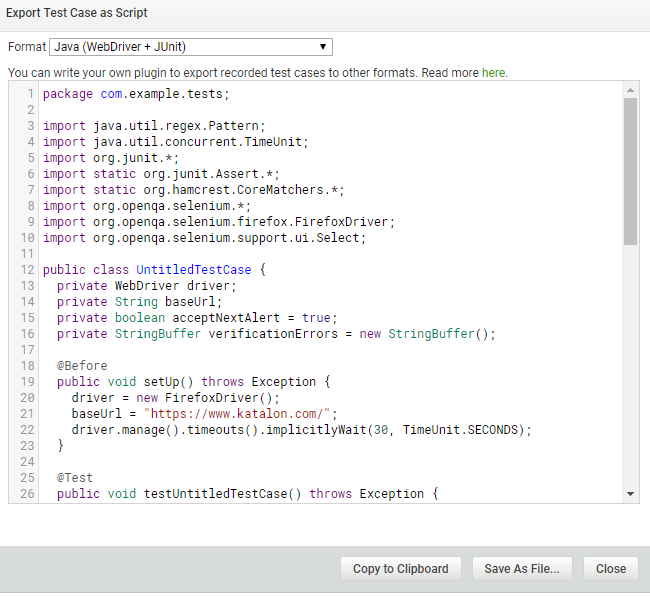 Export Test Case as Script
Format Java (WebDriver + JUnit)
You can write your own plugin to export recorded test cases to other formats. Read more here.
1 package com.example.tests;
2
3 import java.util.regex.Pattern;
4 import java.util.concurrent.TimeUnit;
5 import org.junit.*;
6 import static org.junit.Assert.*;
7 import static org.hamcrest.CoreMatchers.*;
8 import org.openqa.selenium.*;
9 import org.openqa.selenium.firefox.FirefoxDriver;
10 import org.openqa.selenium.support.ui.Select;
11
12 public class UntitledTestCase {
13   private WebDriver driver;
14   private String baseUrl;
15   private boolean acceptNextAlert = true;
16   private StringBuffer verificationErrors = new StringBuffer();
17
18   @Before
19   public void setUp() throws Exception {
20     driver = new FirefoxDriver();
21     baseUrl = "https://www.katalon.com/";
22     driver.manage().timeouts().implicitlyWait(30, TimeUnit.SECONDS);
23   }
24
25   @Test
26   public void testUntitledTestCase() throws Exception {
Copy to Clipboard Save As File... Close